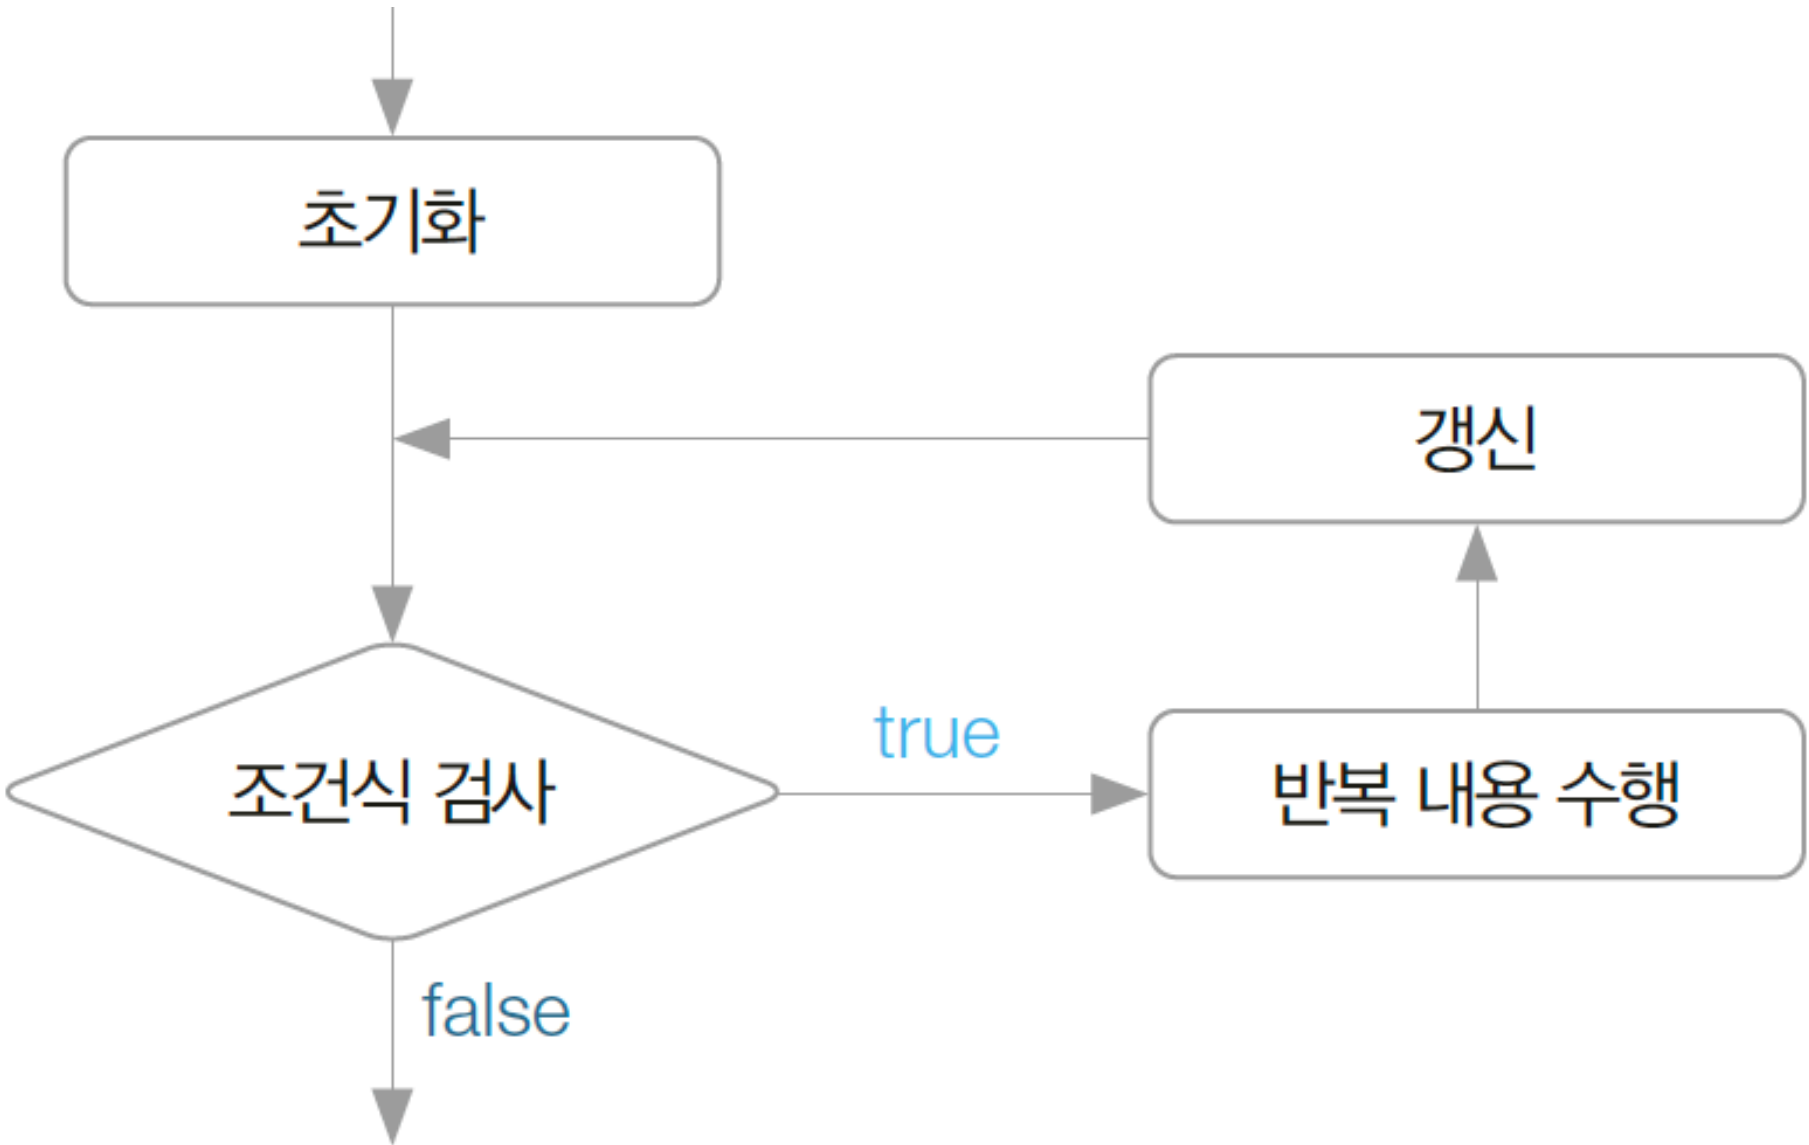 초기화
갱신
조건식 검사
true
반복 내용 수행
false